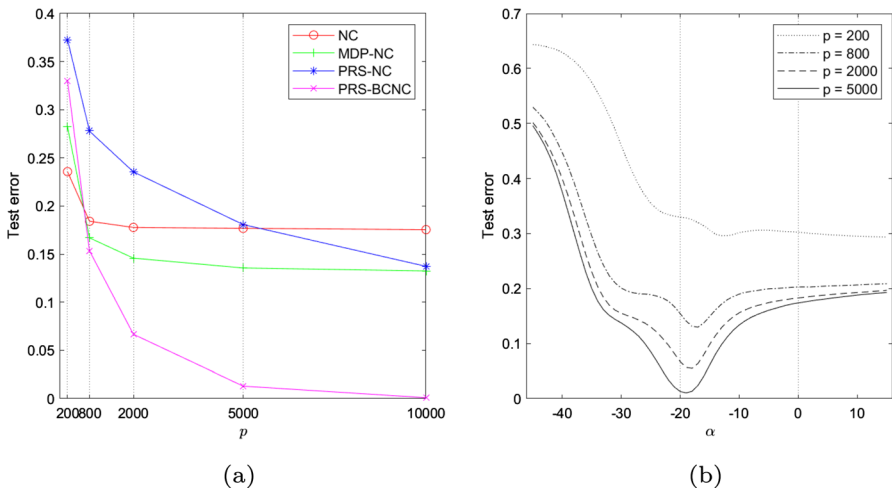 0.4
0.35
0.3
0.25
0.2
0.15
0.1
0.05
0
Test error
200 800 2000 5000 10000
p
NC
MDP-NC
PRS-NC
PRS-BCNC
(a)
0.7
0.6
0.5
0.4
0.3
0.2
0.1
0
Test error
-40 -30 -20 -10 0 10
α
p = 200
p = 800
p = 2000
p = 5000
(b)